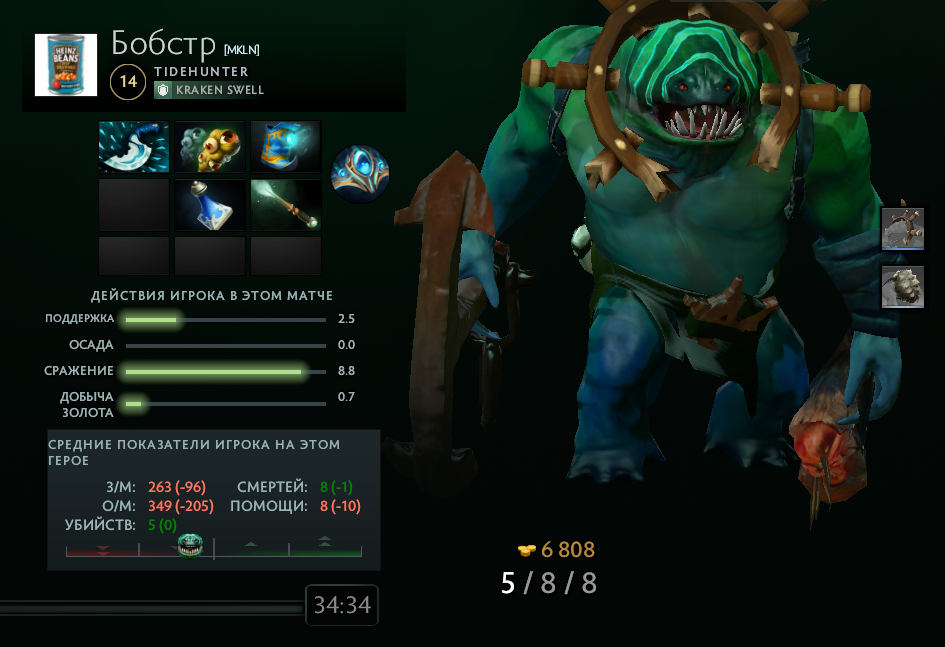 HEINZ
BEANS
Бобстр [MKLN]
14
TIDEHUNTER
KRAKEN SWELL
ДЕЙСТВИЯ ИГРОКА В ЭТОМ МАТЧЕ
ПОДДЕРЖКА 2.5
ОСАДА 0.0
СРАЖЕНИЕ 8.8
ДОБЫЧА
ЗОЛОТА 0.7
СРЕДНИЕ ПОКАЗАТЕЛИ ИГРОКА НА ЭТОМ
ГЕРОЕ
З/М: 263 (-96) СМЕРТЕЙ: 8 (-1)
О/М: 349 (-205) ПОМОЩИ: 8 (-10)
УБИЙСТВ: 5 (0)
6 808
5 / 8 / 8
34:34